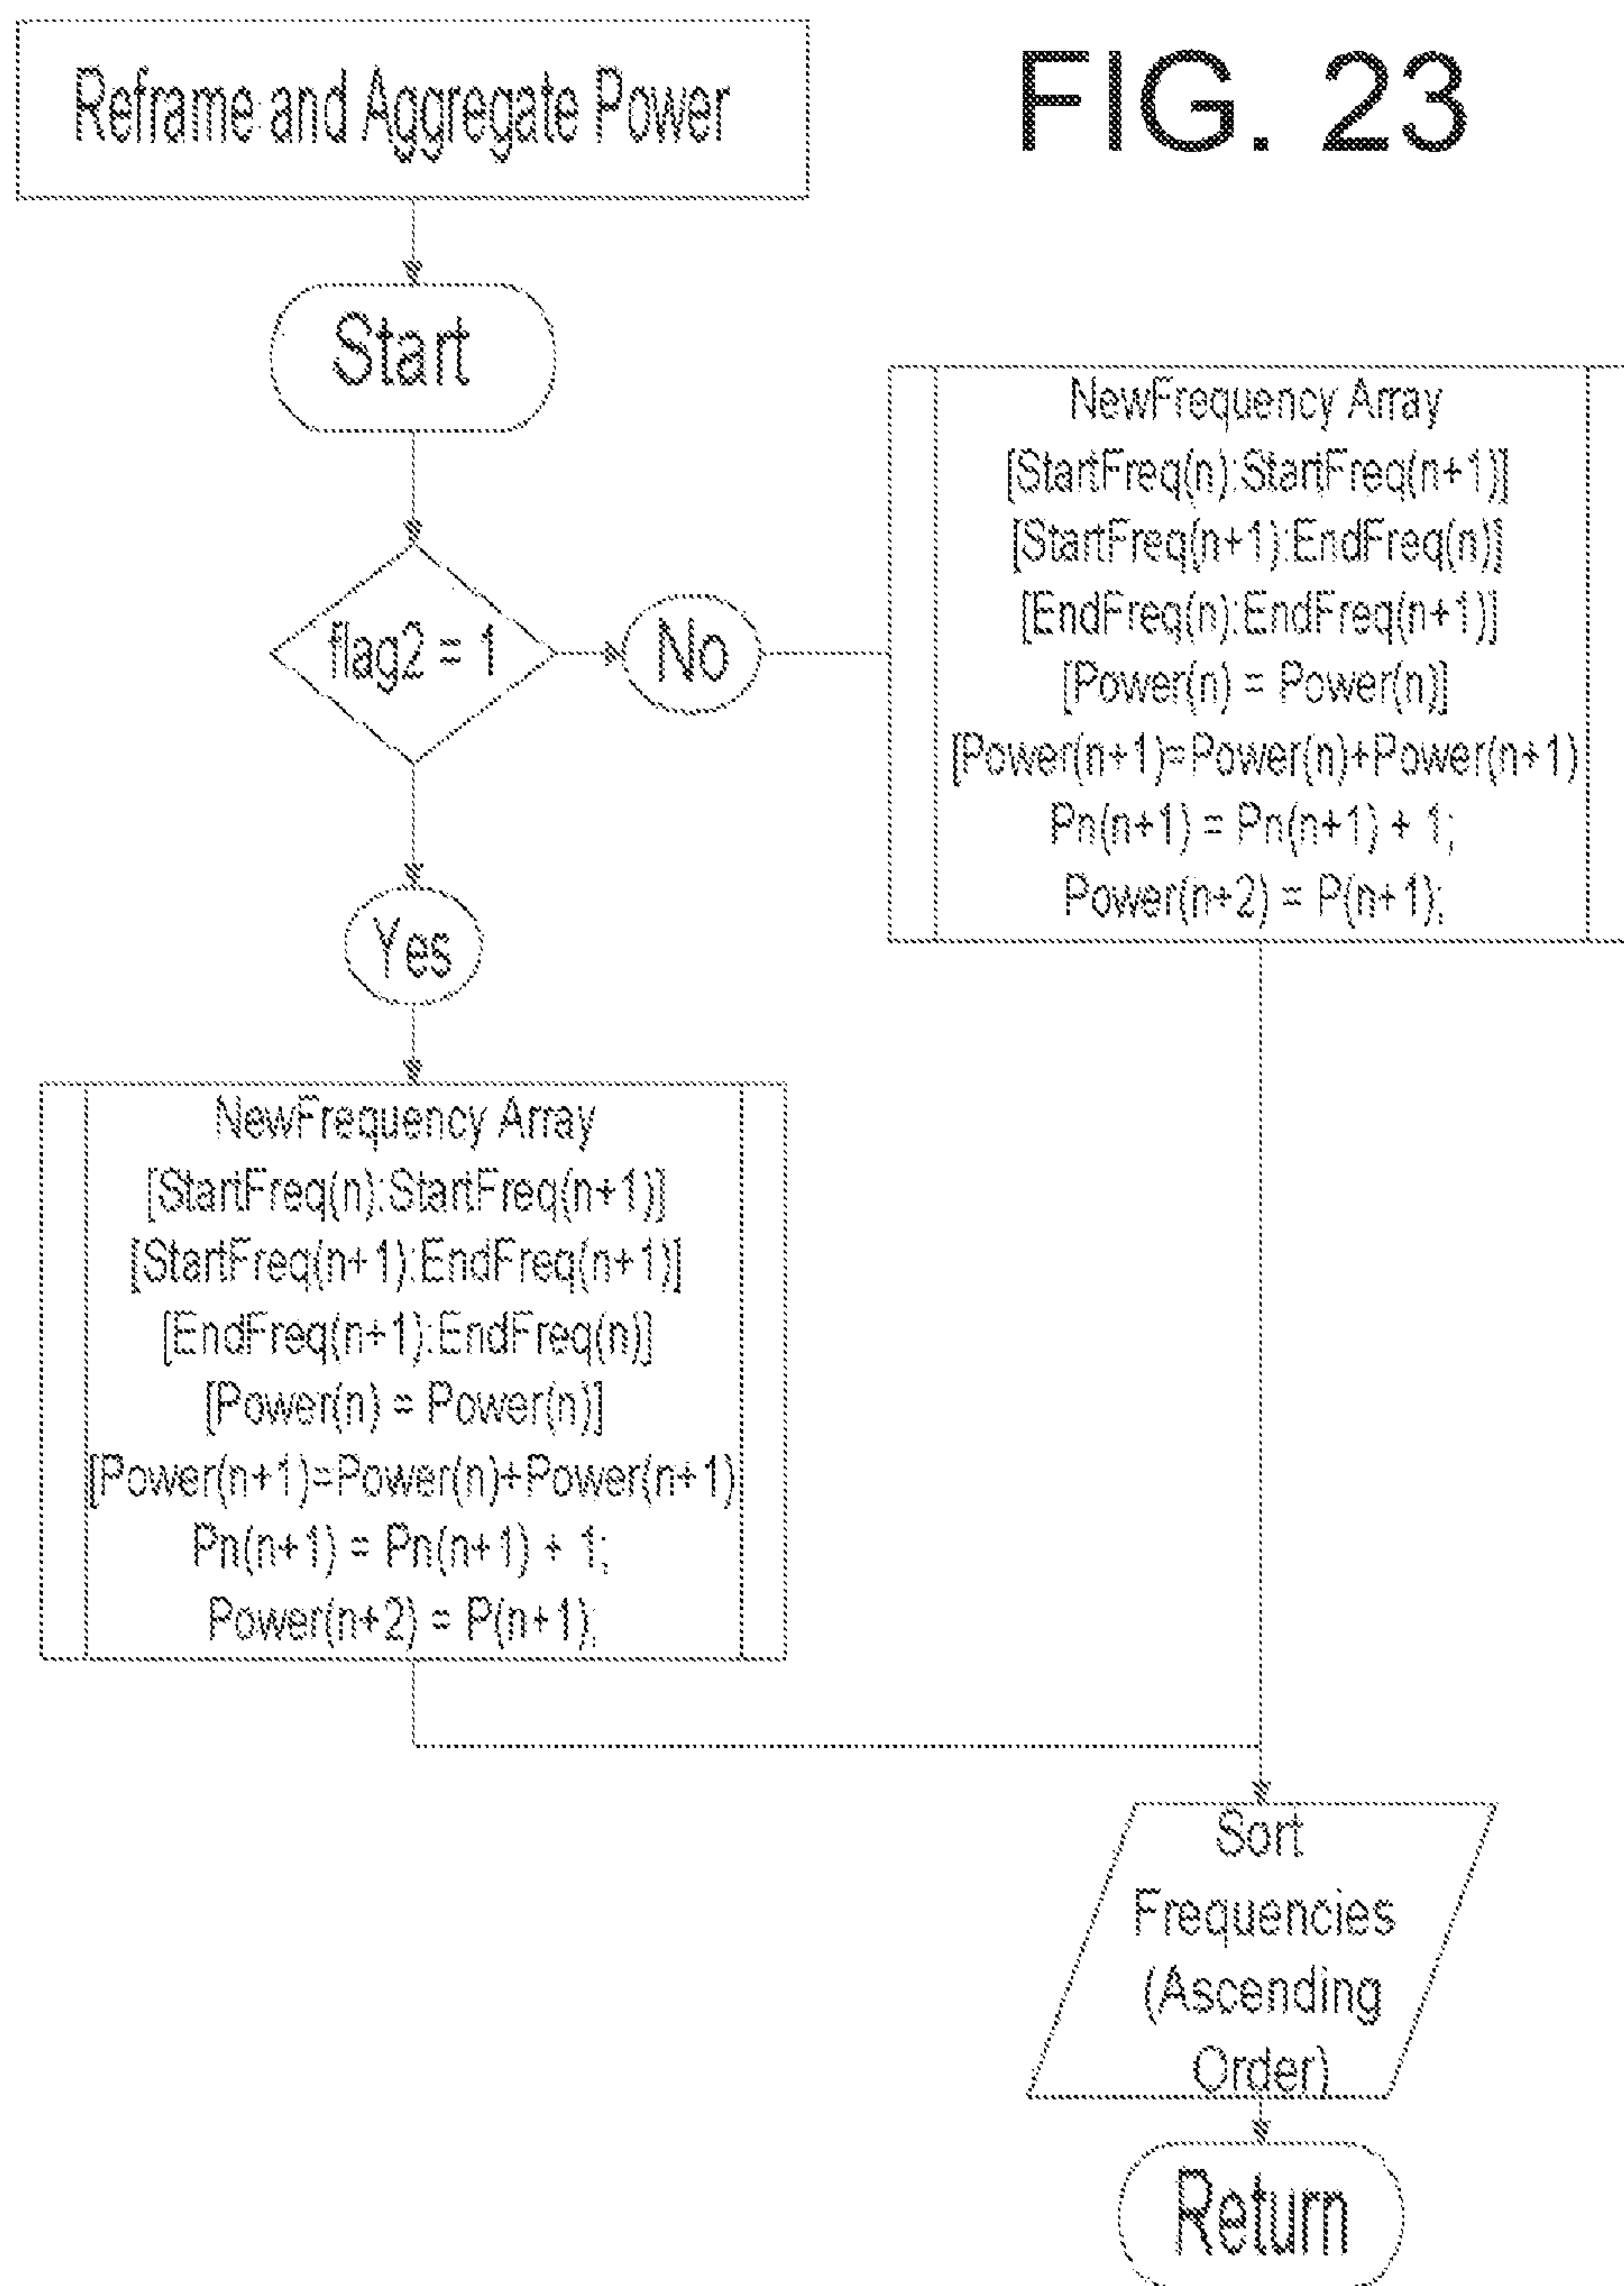 FIG. 23
Reframe and Aggregate Power
Start
flag2 = 1
No
NewFrequency Array
[StartFreq(n):StartFreq(n+1)]
[StartFreq(n+1):EndFreq(n)]
[EndFreq(n):EndFreq(n+1)]
[Power(n) = Power(n)]
[Power(n+1)=Power(n)+Power(n+1)
Pn(n+1) = Pn(n+1) + 1;
Power(n+2) = P(n+1);
Yes
NewFrequency Array
[StartFreq(n):StartFreq(n+1)]
[StartFreq(n+1):EndFreq(n+1)]
[EndFreq(n+1):EndFreq(n)]
[Power(n) = Power(n)]
[Power(n+1)=Power(n)+Power(n+1)
Pn(n+1) = Pn(n+1) + 1;
Power(n+2) = P(n+1);
Sort
Frequencies
(Ascending
Order)
Return